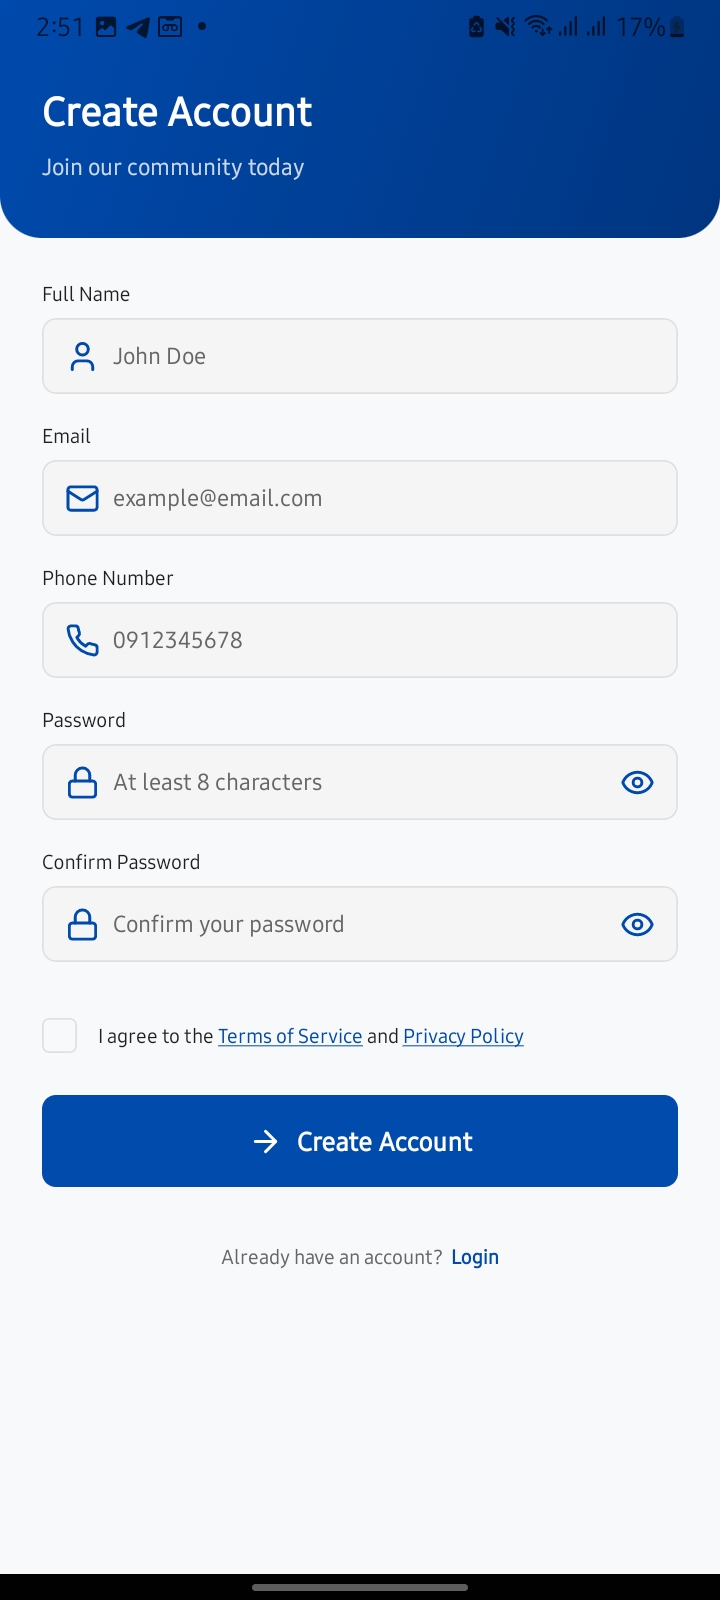 2:51
17%
Create Account
Join our community today
Full Name
John Doe
Email
example@email.com
Phone Number
0912345678
Password
At least 8 characters
Confirm Password
Confirm your password
I agree to the Terms of Service and Privacy Policy
Create Account
Already have an account? Login